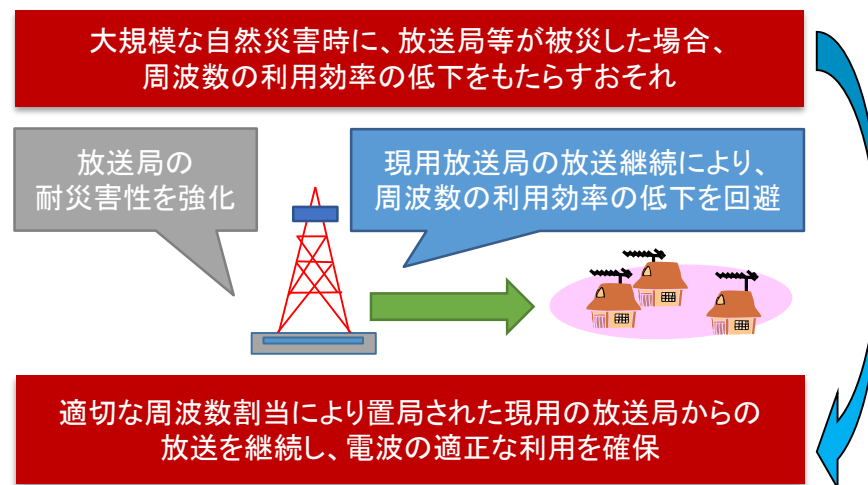 大規模な自然災害時に、放送局等が被災した場合、
周波数の利用効率の低下をもたらすおそれ
放送局の
耐災害性を強化
現用放送局の放送継続により、
周波数の利用効率の低下を回避
適切な周波数割当により置局された現用の放送局からの
放送を継続し、電波の適正な利用を確保